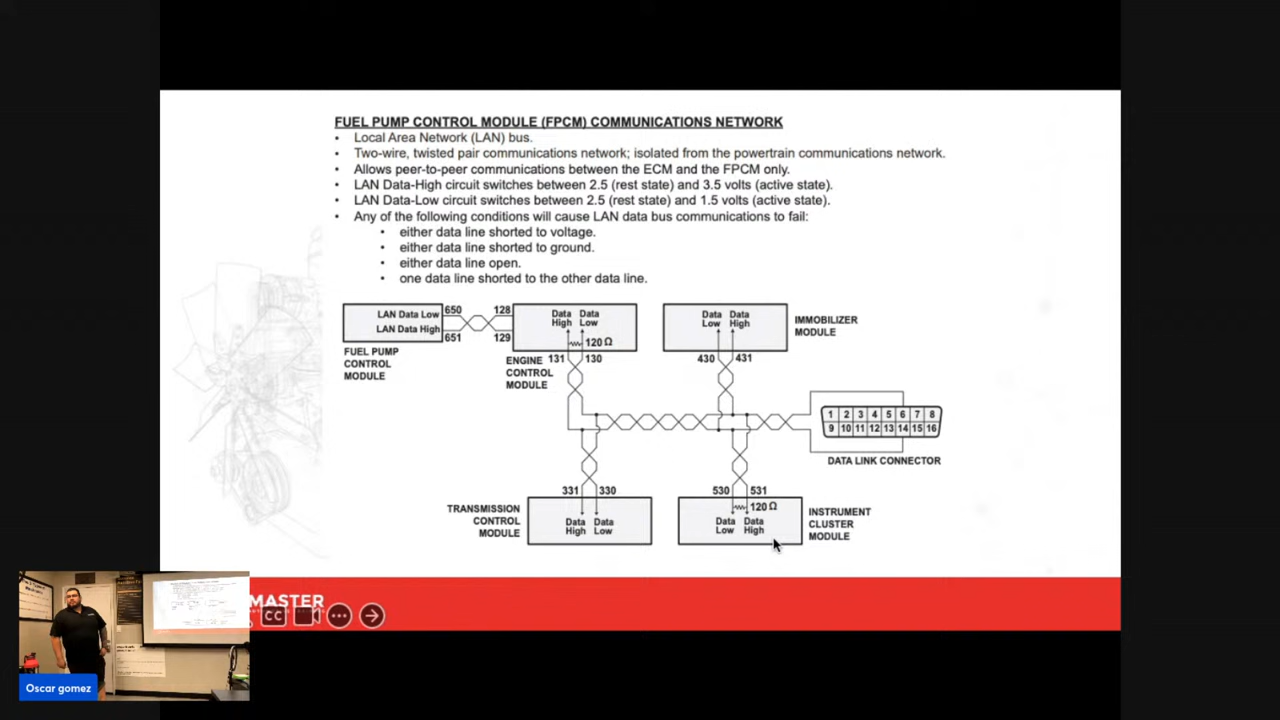 FUEL PUMP CONTROL MODULE (FPCM) COMMUNICATIONS NETWORK
• Local Area Network (LAN) bus.
• Two-wire, twisted pair communications network; isolated from the powertrain communications network.
• Allows peer-to-peer communications between the ECM and the FPCM only.
• LAN Data-High circuit switches between 2.5 (rest state) and 3.5 volts (active state).
• LAN Data-Low circuit switches between 2.5 (rest state) and 1.5 volts (active state).
• Any of the following conditions will cause LAN data bus communications to fail:
• either data line shorted to voltage.
• either data line shorted to ground.
• either data line open.
• one data line shorted to the other data line.
LAN Data Low 650
LAN Data High 651
FUEL PUMP
CONTROL
MODULE
128
129
Data High
Data Low
120 Ω
131 130
ENGINE
CONTROL
MODULE
Data Low
Data High
430 431
IMMOBILIZER
MODULE
1 2 3 4 5 6 7 8
9 10 11 12 13 14 15 16
DATA LINK CONNECTOR
331 330
Data High
Data Low
TRANSMISSION
CONTROL
MODULE
530 531
120 Ω
Data Low
Data High
INSTRUMENT
CLUSTER
MODULE
MASTER
CC
Oscar gomez